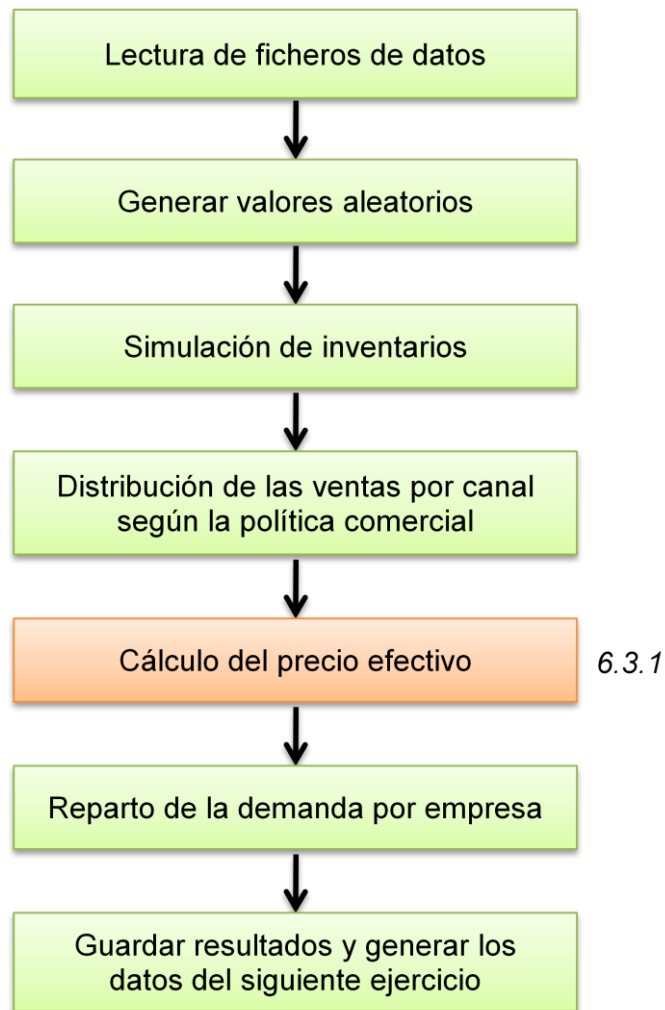 Lectura de ficheros de datos
Generar valores aleatorios
Simulación de inventarios
Distribución de las ventas por canal
según la política comercial
Cálculo del precio efectivo
6.3.1
Reparto de la demanda por empresa
Guardar resultados y generar los
datos del siguiente ejercicio